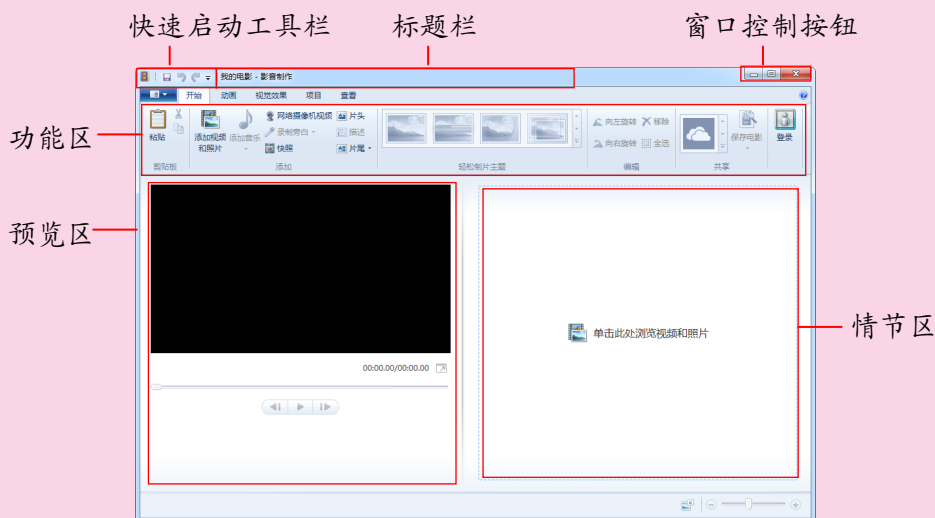 快速启动工具栏 标题栏 窗口控制按钮
我的电影 - 影音制作
开始 动画 视觉效果 项目 查看
功能区
粘贴
剪贴板
添加视频
和照片
添加音乐
网络摄像机视频
录制旁白
快照
片头
描述
片尾
添加
轻松制片主题
向左旋转 移除
向右旋转 全选
编辑
保存电影
共享
登录
预览区
00:00.00/00:00.00
单击此处浏览视频和照片
情节区